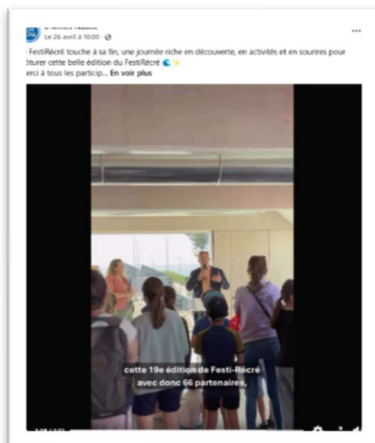 Le 26 avril à 10:00 ·
FestiRécré touche à sa fin, une journée riche en découverte, en activités et en sourires pour
ôturer cette belle édition du FestiRécré 🌊✨
erci à tous les particip... En voir plus
cette 19e édition de Festi-Récré
avec donc 66 partenaires,